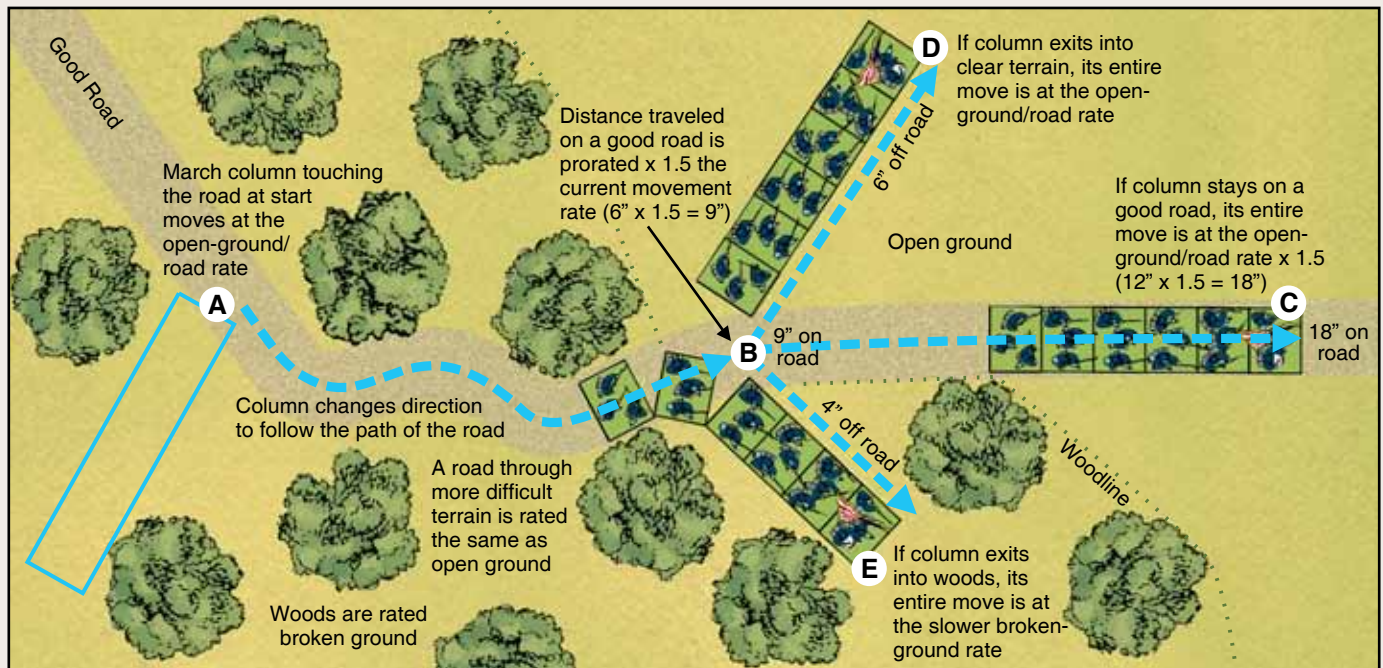 Good Road
March column touching
the road at start
moves at the
open-ground/
road rate
A
Column changes direction
to follow the path of the road
A road through
more difficult
terrain is rated
the same as
open ground
Woods are rated
broken ground
Distance traveled
on a good road is
prorated x 1.5 the
current movement
rate (6” x 1.5 = 9”)
B
9” on
road
6” off road
D
If column exits into
clear terrain, its entire
move is at the open-
ground/road rate
Open ground
If column stays on a
good road, its entire
move is at the open-
ground/road rate x 1.5
(12” x 1.5 = 18”)
C
18” on
road
4” off road
Woodline
E
If column exits
into woods, its
entire move is at
the slower broken-
ground rate